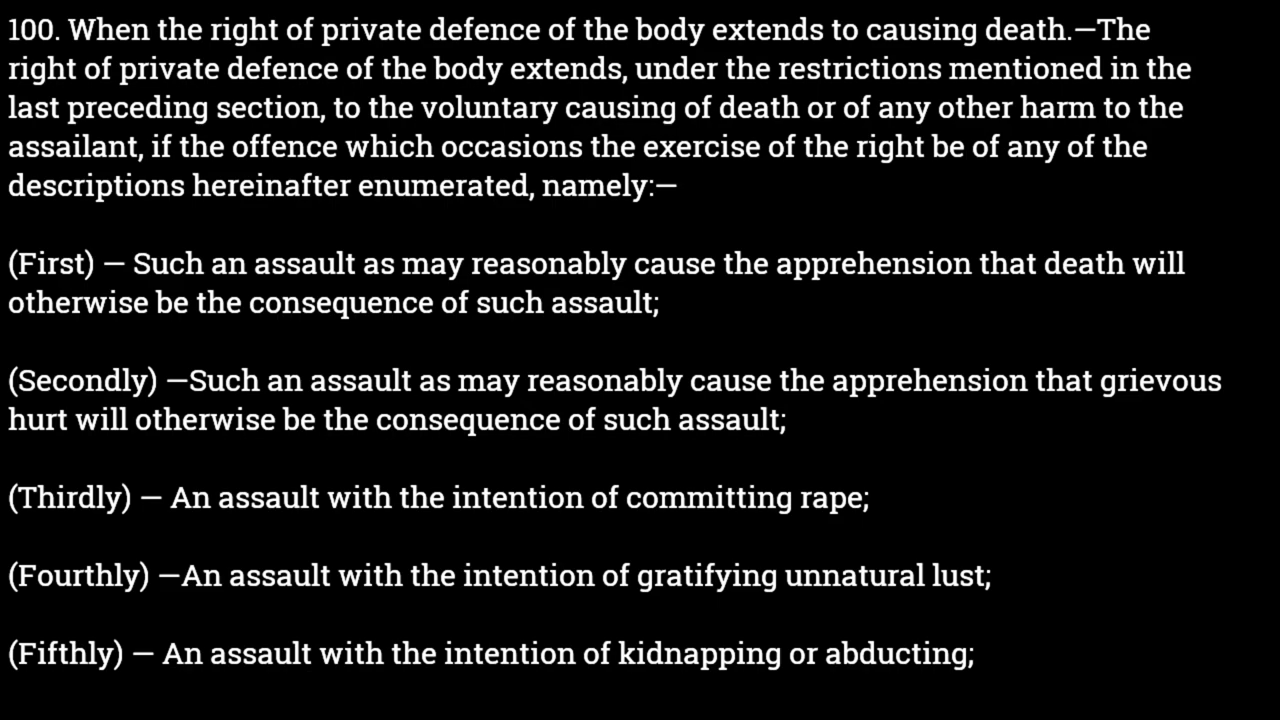 100. When the right of private defence of the body extends to causing death.—The
right of private defence of the body extends, under the restrictions mentioned in the
last preceding section, to the voluntary causing of death or of any other harm to the
assailant, if the offence which occasions the exercise of the right be of any of the
descriptions hereinafter enumerated, namely:—
(First) — Such an assault as may reasonably cause the apprehension that death will
otherwise be the consequence of such assault;
(Secondly) —Such an assault as may reasonably cause the apprehension that grievous
hurt will otherwise be the consequence of such assault;
(Thirdly) — An assault with the intention of committing rape;
(Fourthly) —An assault with the intention of gratifying unnatural lust;
(Fifthly) — An assault with the intention of kidnapping or abducting;